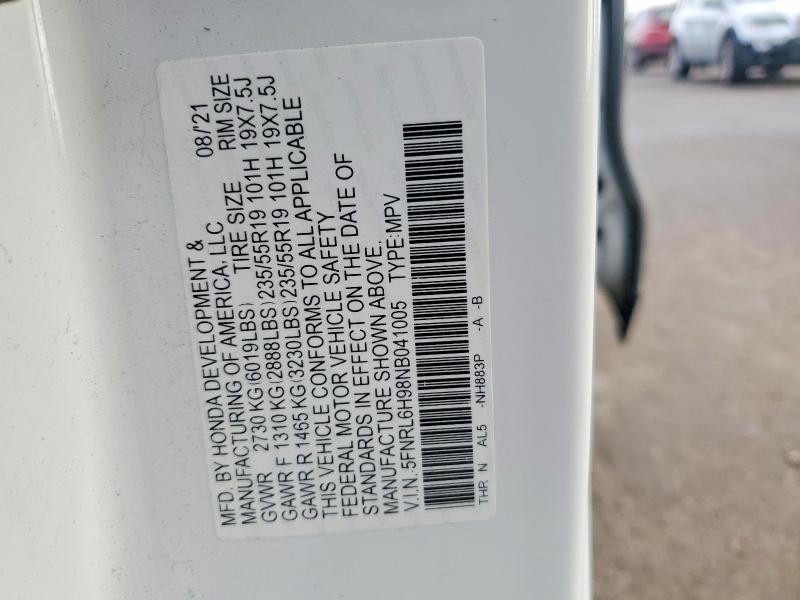 MFD. BY HONDA DEVELOPMENT & 08/'21
MANUFACTURING OF AMERICA, LLC
GVWR 2730 KG(6019LBS) TIRE SIZE RIM SIZE
GAWR F 1310 KG(2888LBS)235/55R19 101H 19X7.5J
GAWR R 1465 KG(3230LBS)235/55R19 101H 19X7.5J
THIS VEHICLE CONFORMS TO ALL APPLICABLE
FEDERAL MOTOR VEHICLE SAFETY
STANDARDS IN EFFECT ON THE DATE OF
MANUFACTURE SHOWN ABOVE.
V.I.N.:5FNRL6H98NB041005 TYPE:MPV
THR N AL5 -NH883P -A -B